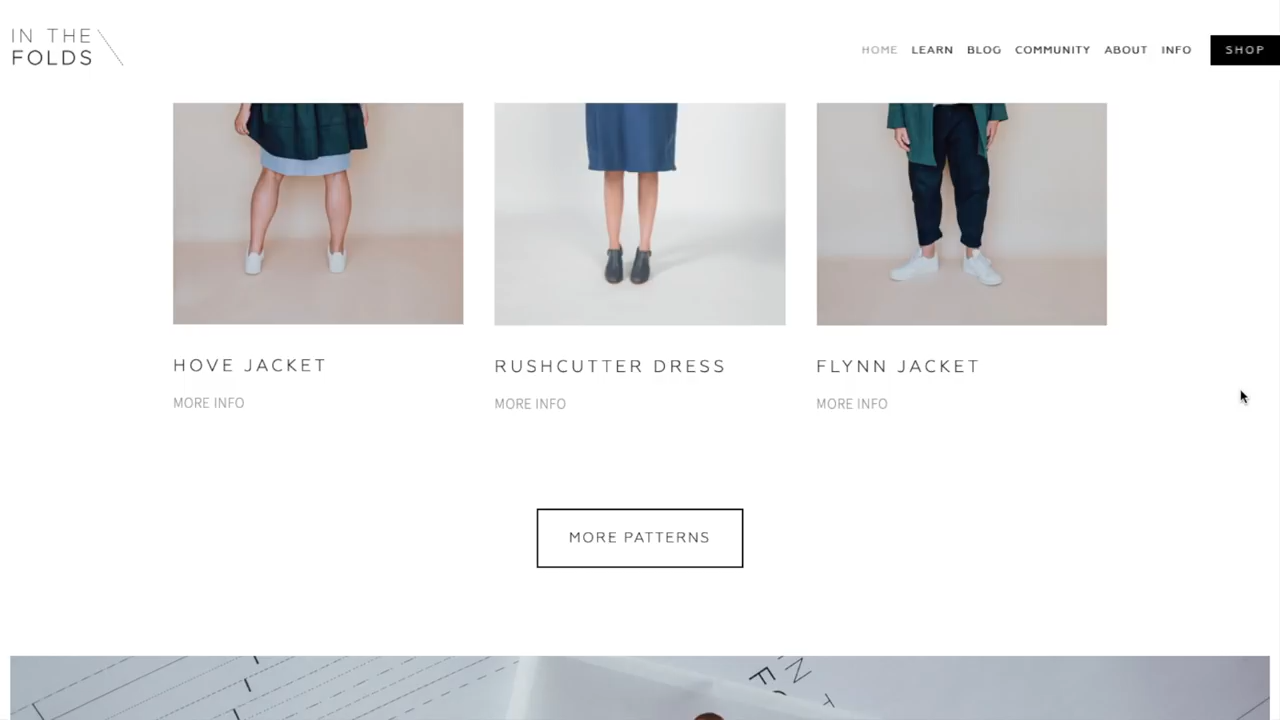 IN THE
FOLDS
HOME LEARN BLOG COMMUNITY ABOUT INFO SHOP
HOVE JACKET
RUSHCUTTER DRESS
FLYNN JACKET
MORE INFO
MORE INFO
MORE INFO
MORE PATTERNS